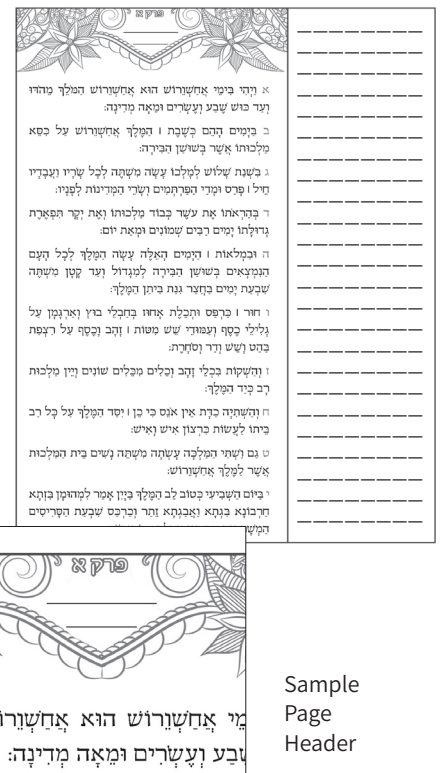 פרק א
א וַיְהִי בִּימֵי אֲחַשְׁוֵרוֹשׁ הוּא אֲחַשְׁוֵרוֹשׁ הַמֹּלֵךְ מֵהֹדּוּ
וְעַד כּוּשׁ שֶׁבַע וְעֶשְׂרִים וּמֵאָה מְדִינָה:
ב בַּיָּמִים הָהֵם כְּשֶׁבֶת ׀ הַמֶּלֶךְ אֲחַשְׁוֵרוֹשׁ עַל כִּסֵּא
מַלְכוּתוֹ אֲשֶׁר בְּשׁוּשַׁן הַבִּירָה:
ג בִּשְׁנַת שָׁלוֹשׁ לְמָלְכוֹ עָשָׂה מִשְׁתֶּה לְכָל שָׂרָיו וַעֲבָדָיו
חֵיל ׀ פָּרַס וּמָדַי הַפַּרְתְּמִים וְשָׂרֵי הַמְּדִינוֹת לְפָנָיו:
ד בְּהַרְאֹתוֹ אֶת עֹשֶׁר כְּבוֹד מַלְכוּתוֹ וְאֶת יְקָר תִּפְאֶרֶת
גְּדוּלָּתוֹ יָמִים רַבִּים שְׁמוֹנִים וּמְאַת יוֹם:
ה וּבִמְלוֹאת ׀ הַיָּמִים הָאֵלֶּה עָשָׂה הַמֶּלֶךְ לְכָל הָעָם
הַנִּמְצְאִים בְּשׁוּשַׁן הַבִּירָה לְמִגָּדוֹל וְעַד קָטָן מִשְׁתֶּה
שִׁבְעַת יָמִים בַּחֲצַר גִּנַּת בִּיתַן הַמֶּלֶךְ:
ו חוּר ׀ כַּרְפַּס וּתְכֵלֶת אָחוּז בְּחַבְלֵי בוּץ וְאַרְגָּמָן עַל
גְּלִילֵי כֶסֶף וְעַמּוּדֵי שֵׁשׁ מִטּוֹת ׀ זָהָב וָכֶסֶף עַל רִצְפַת
בַּהַט וָשֵׁשׁ וְדַר וְסֹחָרֶת:
ז וְהַשְׁקוֹת בִּכְלֵי זָהָב וְכֵלִים מִכֵּלִים שׁוֹנִים וְיֵין מַלְכוּת
רָב כְּיַד הַמֶּלֶךְ:
ח וְהַשְּׁתִיָּה כַדָּת אֵין אֹנֵס כִּי כֵן ׀ יִסַּד הַמֶּלֶךְ עַל כָּל רַב
בֵּיתוֹ לַעֲשׂוֹת כִּרְצוֹן אִישׁ וָאִישׁ:
ט גַּם וַשְׁתִּי הַמַּלְכָּה עָשְׂתָה מִשְׁתֵּה נָשִׁים בֵּית הַמַּלְכוּת
אֲשֶׁר לַמֶּלֶךְ אֲחַשְׁוֵרוֹשׁ:
י בַּיּוֹם הַשְּׁבִיעִי כְּטוֹב לֵב הַמֶּלֶךְ בַּיָּיִן אָמַר לִמְהוּמָן בִּזְּתָא
חַרְבוֹנָא בִּגְתָא וַאֲבַגְתָא זֵתַר וְכַרְכַּס שִׁבְעַת הַסָּרִיסִים
פרק א
מֵי אֲחַשְׁוֵרוֹשׁ הוּא אֲחַשְׁוֵרוֹ
שֶׁבַע וְעֶשְׂרִים וּמֵאָה מְדִינָה:
Sample
Page
Header